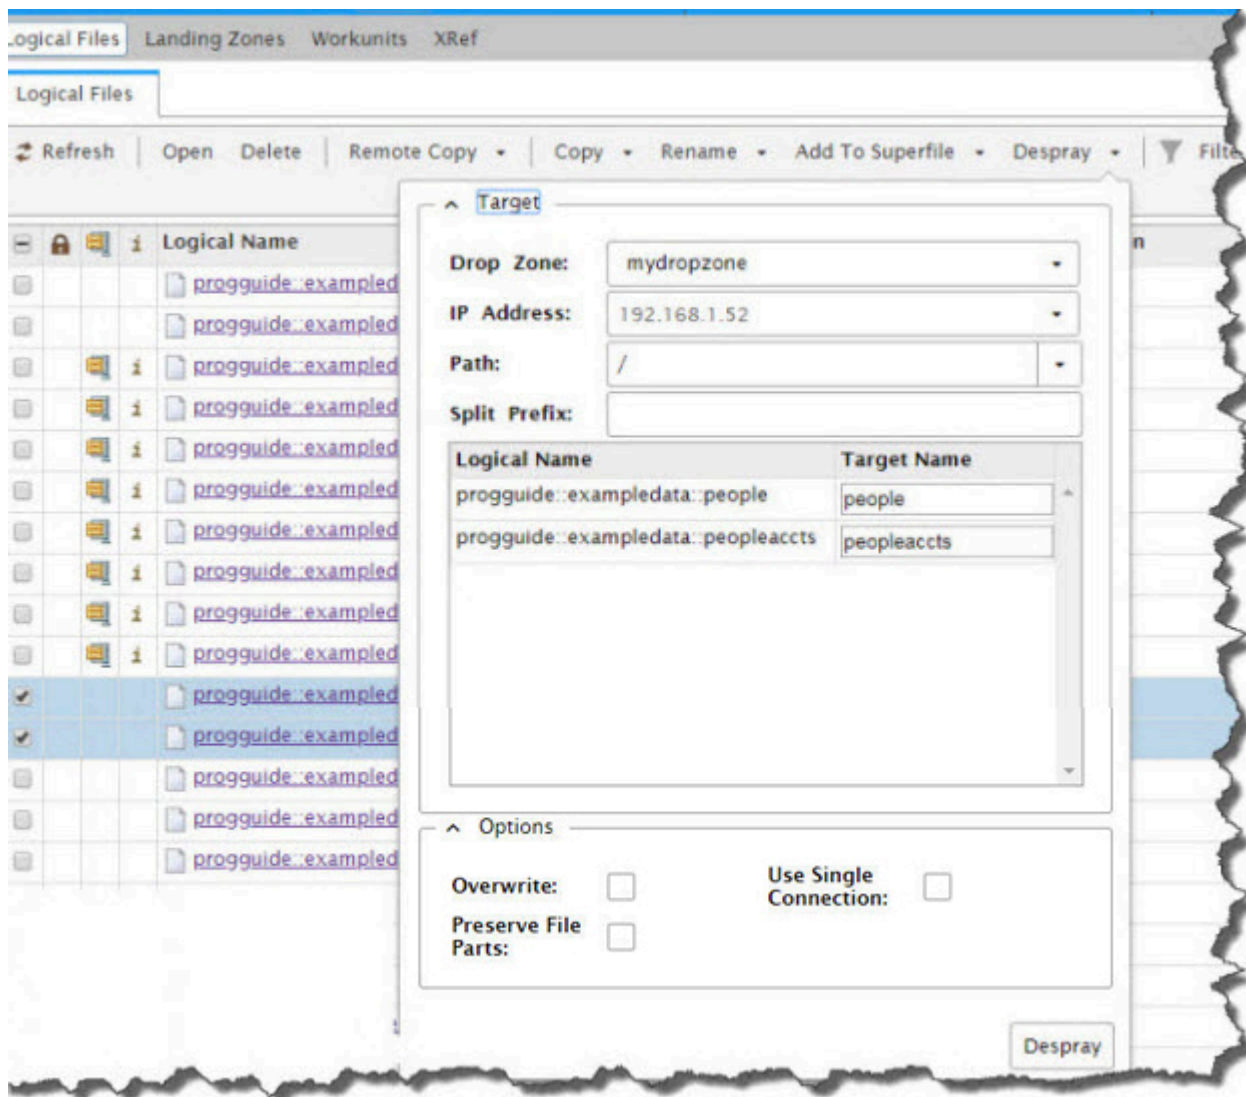 Logical Files Landing Zones Workunits XRef
Logical Files
Refresh Open Delete Remote Copy Copy Rename Add To Superfile Despray
Target
i Logical Name
Drop Zone: mydropzone
IP Address: 192.168.1.52
Path: /
Split Prefix:
Logical Name Target Name
progguide::exampledata::people people
progguide::exampledata::peopleaccts peopleaccts
progguide::exampled
progguide::exampled
i progguide::exampled
i progguide::exampled
i progguide::exampled
i progguide::exampled
i progguide::exampled
i progguide::exampled
i progguide::exampled
i progguide::exampled
progguide::exampled
progguide::exampled
progguide::exampled
progguide::exampled
progguide::exampled
Options
Overwrite: Use Single
Connection:
Preserve File
Parts:
Despray